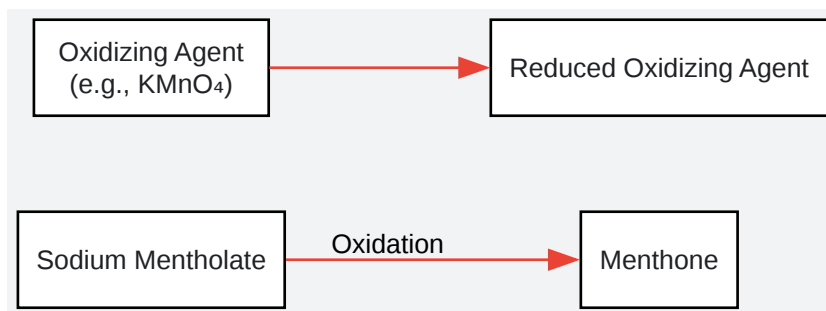 Oxidizing Agent
(e.g., KMnO₄)
Reduced Oxidizing Agent
Oxidation
Sodium Mentholate
Menthone